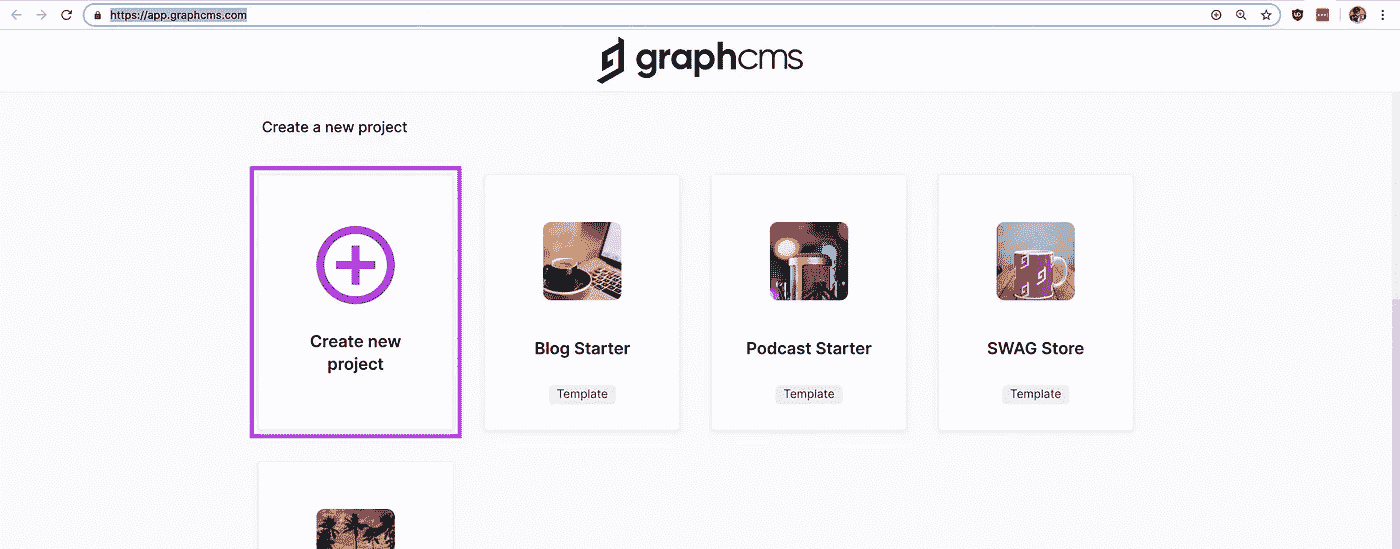 https://app.graphcms.com
graphcms
Create a new project
Create new
project
Blog Starter
Template
Podcast Starter
Template
SWAG Store
Template